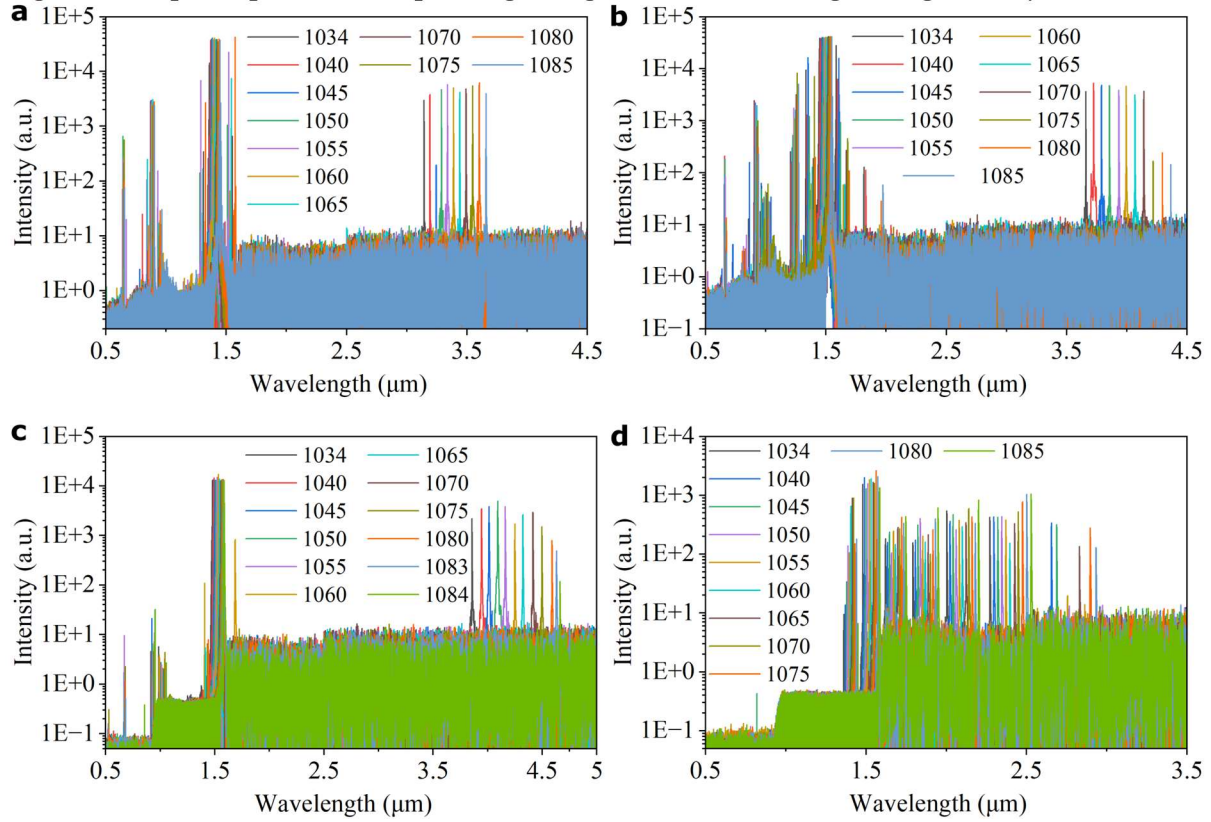 a
1E+5
1E+4
1E+3
1E+2
1E+1
1E+0
Intensity (a.u.)
1034 1070 1080
1040 1075 1085
1045
1050
1055
1060
1065
0.5 1.5 2.5 3.5 4.5
Wavelength (μm)
b
1E+5
1E+4
1E+3
1E+2
1E+1
1E+0
1E−1
Intensity (a.u.)
1034 1060
1040 1065
1045 1070
1050 1075
1055 1080
1085
0.5 1.5 2.5 3.5 4.5
Wavelength (μm)
c
1E+5
1E+4
1E+3
1E+2
1E+1
1E+0
1E−1
Intensity (a.u.)
1034 1065
1040 1070
1045 1075
1050 1080
1055 1083
1060 1084
0.5 1.5 2.5 3.5 4.5 5
Wavelength (μm)
d
1E+4
1E+3
1E+2
1E+1
1E+0
1E−1
Intensity (a.u.)
1034 1080 1085
1040
1045
1050
1055
1060
1065
1070
1075
0.5 1.5 2.5 3.5
Wavelength (μm)